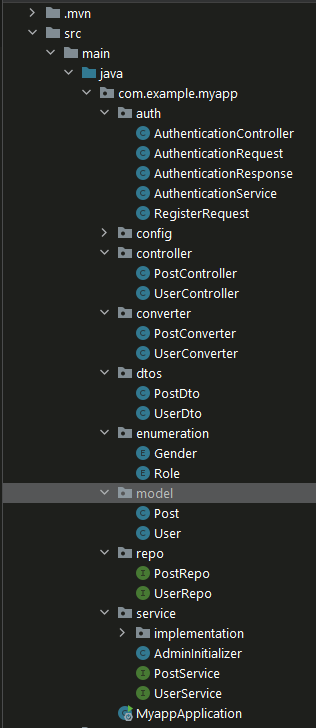 .mvn
src
main
java
com.example.myapp
auth
AuthenticationController
AuthenticationRequest
AuthenticationResponse
AuthenticationService
RegisterRequest
config
controller
PostController
UserController
converter
PostConverter
UserConverter
dtos
PostDto
UserDto
enumeration
Gender
Role
model
Post
User
repo
PostRepo
UserRepo
service
implementation
AdminInitializer
PostService
UserService
MyappApplication